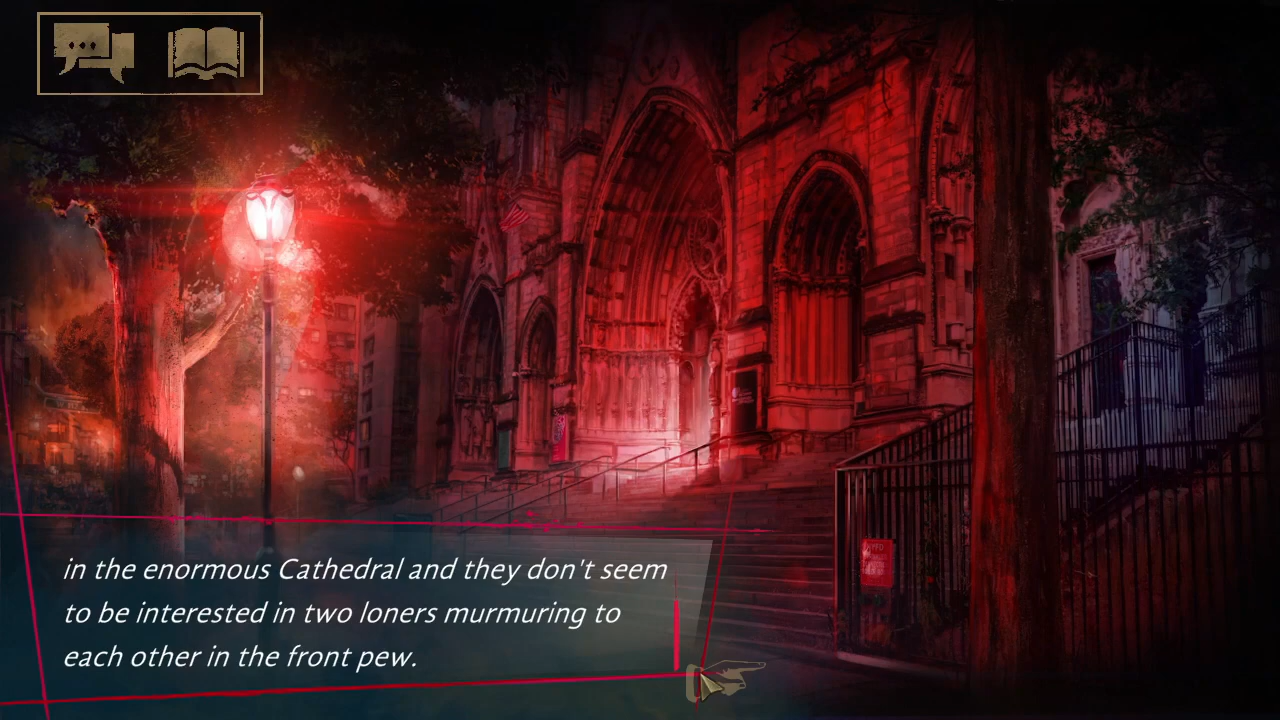 in the enormous Cathedral and they don't seem
to be interested in two loners murmuring to
each other in the front pew.